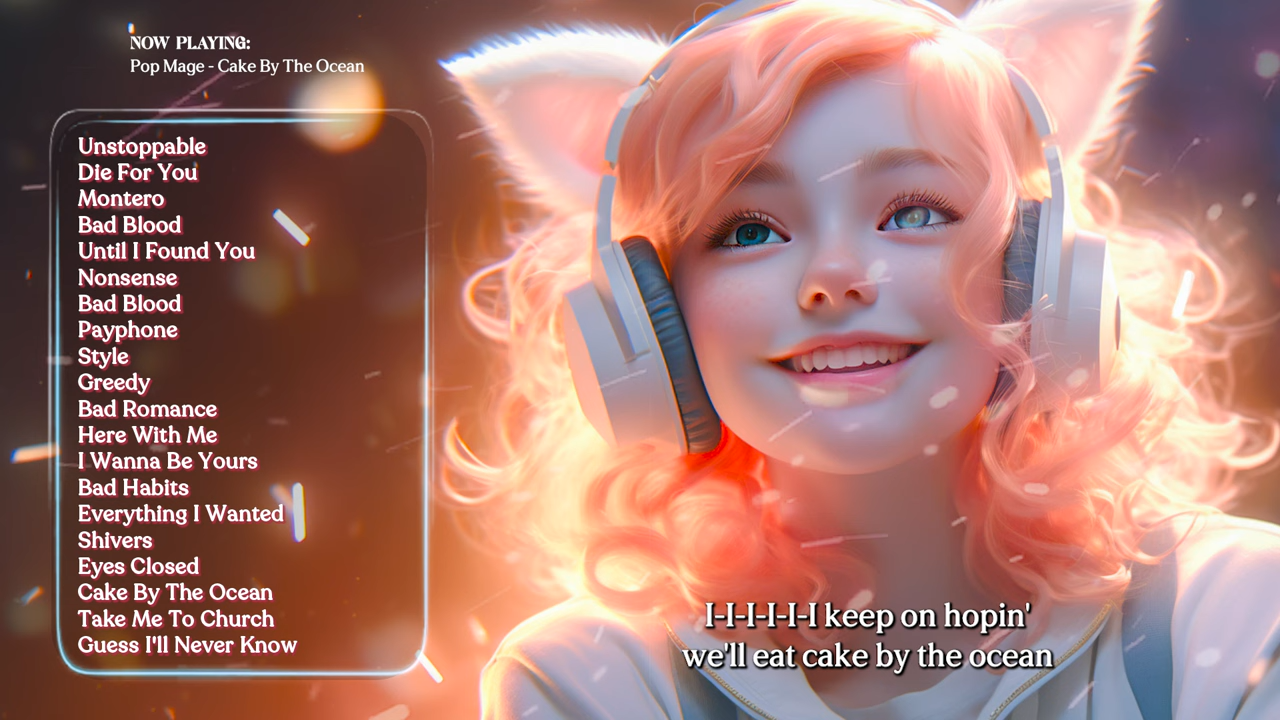 NOW PLAYING:
Pop Mage - Cake By The Ocean
Unstoppable
Die For You
Montero
Bad Blood
Until I Found You
Nonsense
Bad Blood
Payphone
Style
Greedy
Bad Romance
Here With Me
I Wanna Be Yours
Bad Habits
Everything I Wanted
Shivers
Eyes Closed
Cake By The Ocean
Take Me To Church
Guess I'll Never Know
I-I-I-I-I-I keep on hopin'
we'll eat cake by the ocean